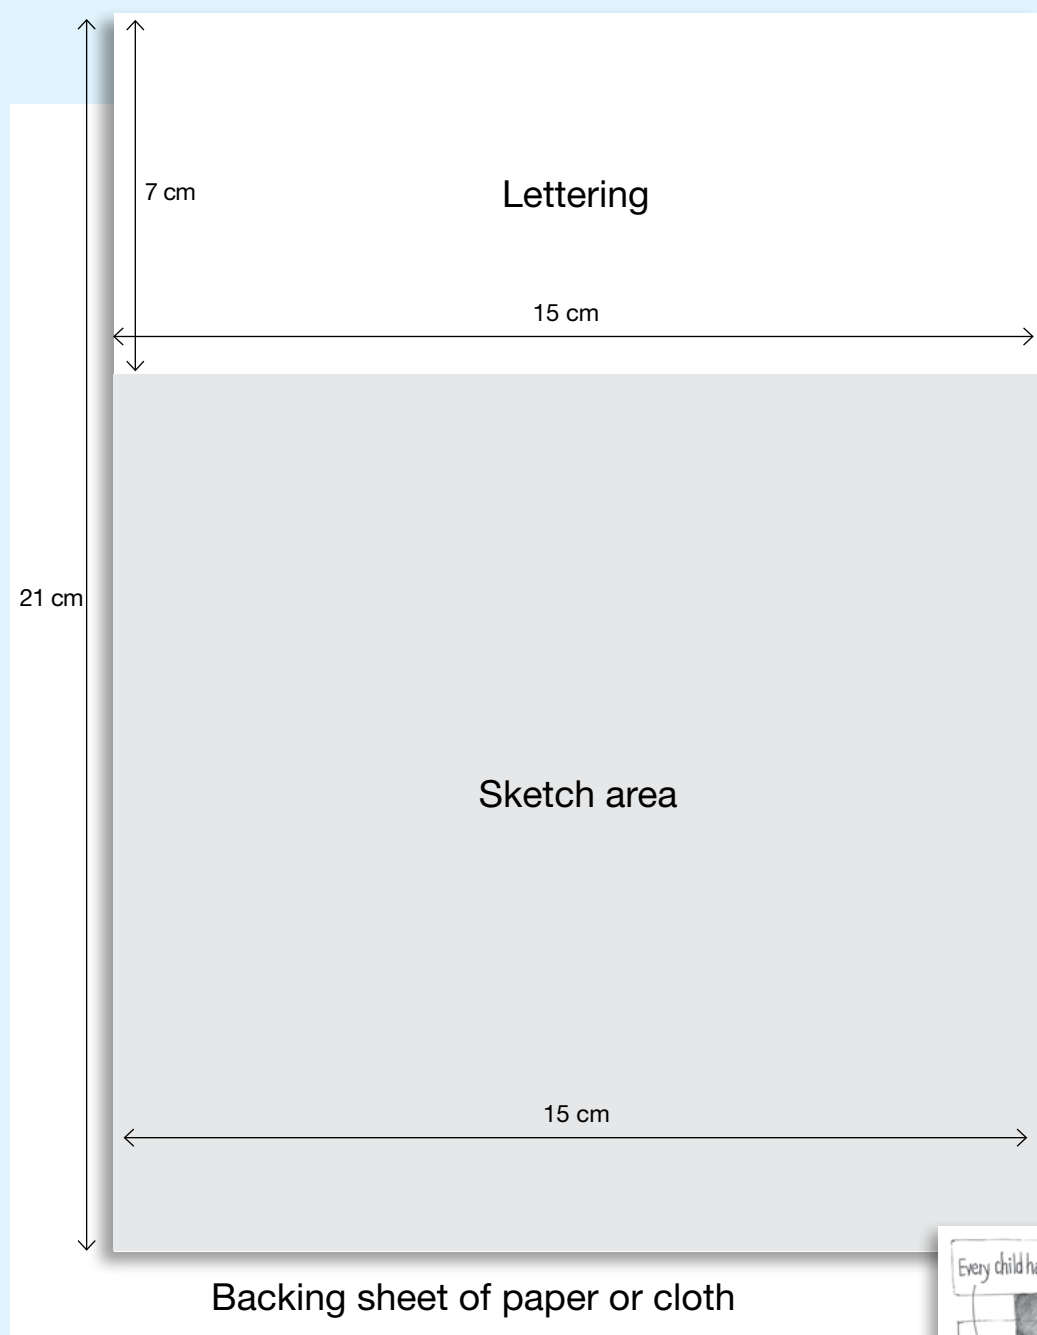 7 cm
Lettering
15 cm
21 cm
Sketch area
15 cm
Backing sheet of paper or cloth
Every child